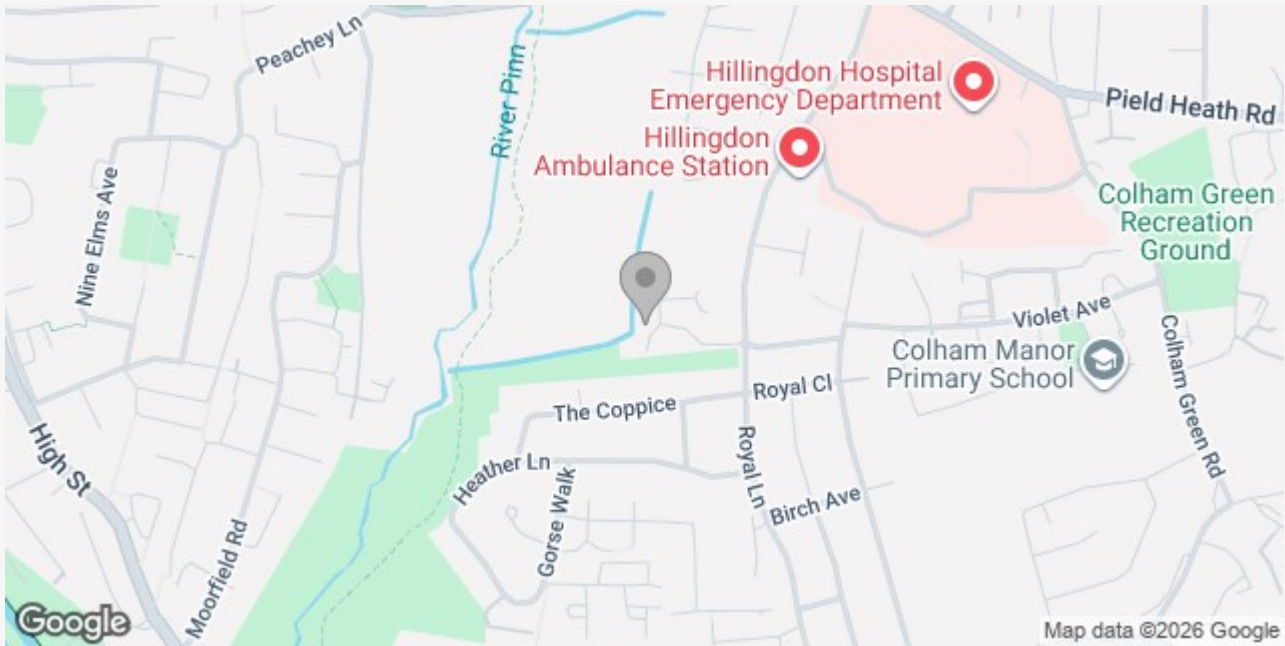 Peachey Ln
River Pinn
Hillingdon Hospital
Emergency Department
Pield Heath Rd
Hillingdon
Ambulance Station
Nine Elms Ave
Colham Green
Recreation
Ground
Violet Ave
Colham Manor
Primary School
Royal Cl
The Coppice
Colham Green Rd
High St
Heather Ln
Royal Ln
Gorse Walk
Birch Ave
Moorfield Rd
Google
Map data ©2026 Google